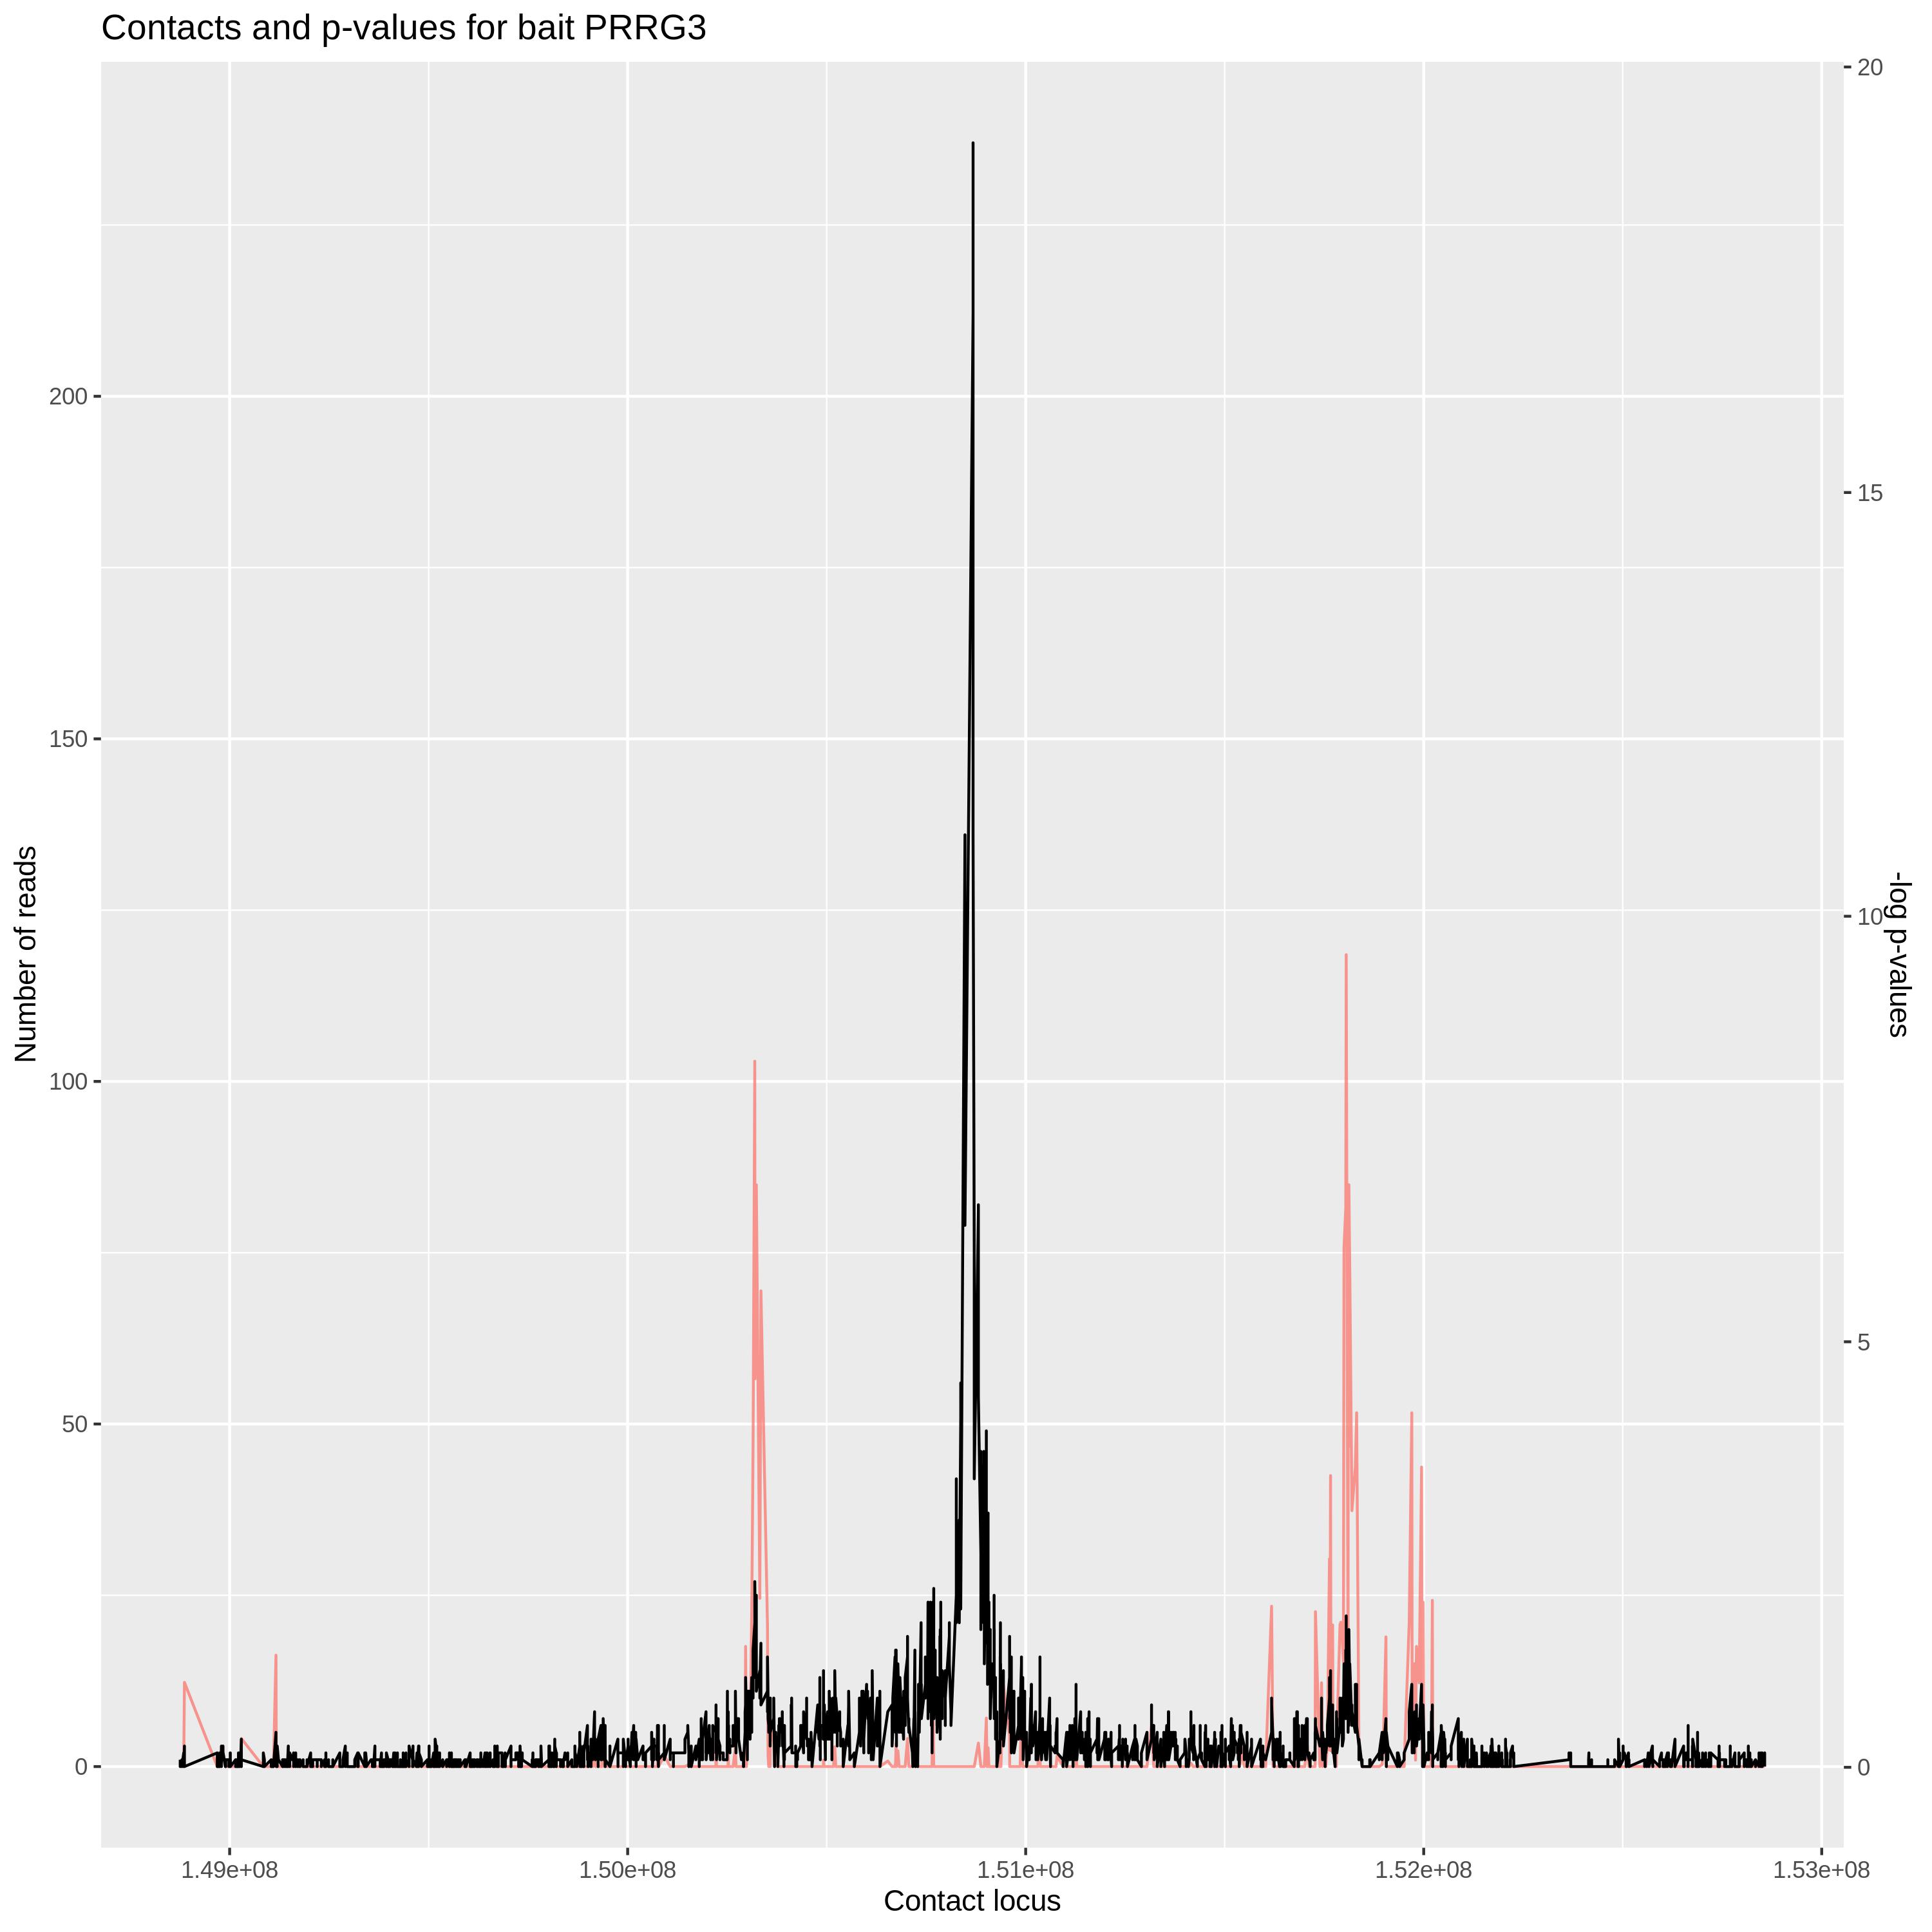 Contacts and p-values for bait PRRG3
20
200
15
150
Number of reads
10
-log p-values
100
5
50
0
0
1.49e+08
1.50e+08
1.51e+08
1.52e+08
1.53e+08
Contact locus